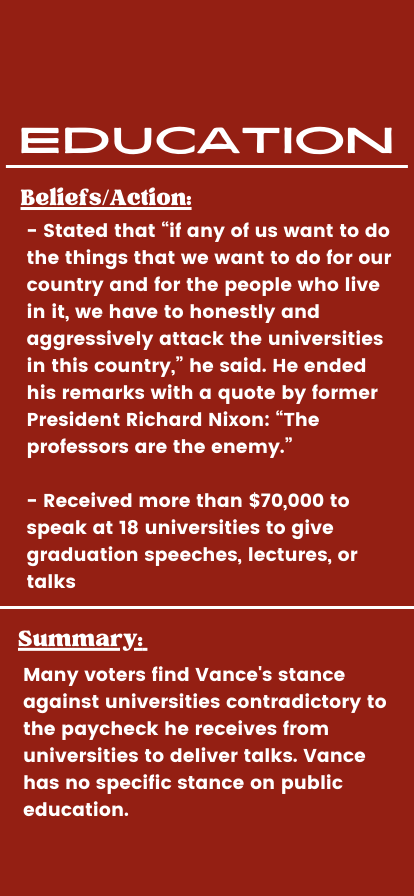 EDUCATION
Beliefs/Action:
- Stated that “if any of us want to do
the things that we want to do for our
country and for the people who live
in it, we have to honestly and
aggressively attack the universities
in this country,” he said. He ended
his remarks with a quote by former
President Richard Nixon: “The
professors are the enemy.”
- Received more than $70,000 to
speak at 18 universities to give
graduation speeches, lectures, or
talks
Summary:
Many voters find Vance's stance
against universities contradictory to
the paycheck he receives from
universities to deliver talks. Vance
has no specific stance on public
education.